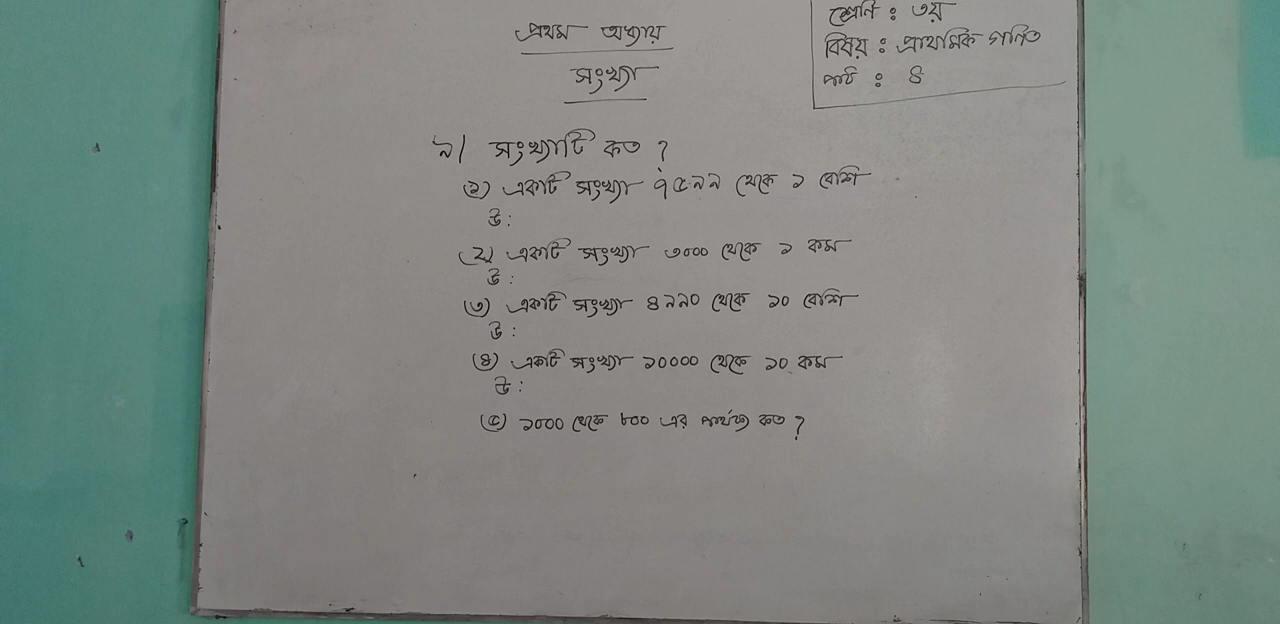 প্রথম অধ্যায়
সংখ্যা
শ্রেণি : ৩য়
বিষয় : প্রাথমিক গণিত
পাঠ : ৪
৯| সংখ্যাটি কত ?
(১) একটি সংখ্যা ৭৫৯৯ থেকে ১ বেশি
উ :
(২) একটি সংখ্যা ৩০০০ থেকে ১ কম
উ :
(৩) একটি সংখ্যা ৪৯৯০ থেকে ১০ বেশি
উ :
(৪) একটি সংখ্যা ১০০০০ থেকে ১০ কম
উ :
(৫) ১০০০ থেকে ৮০০ এর পার্থক্য কত ?